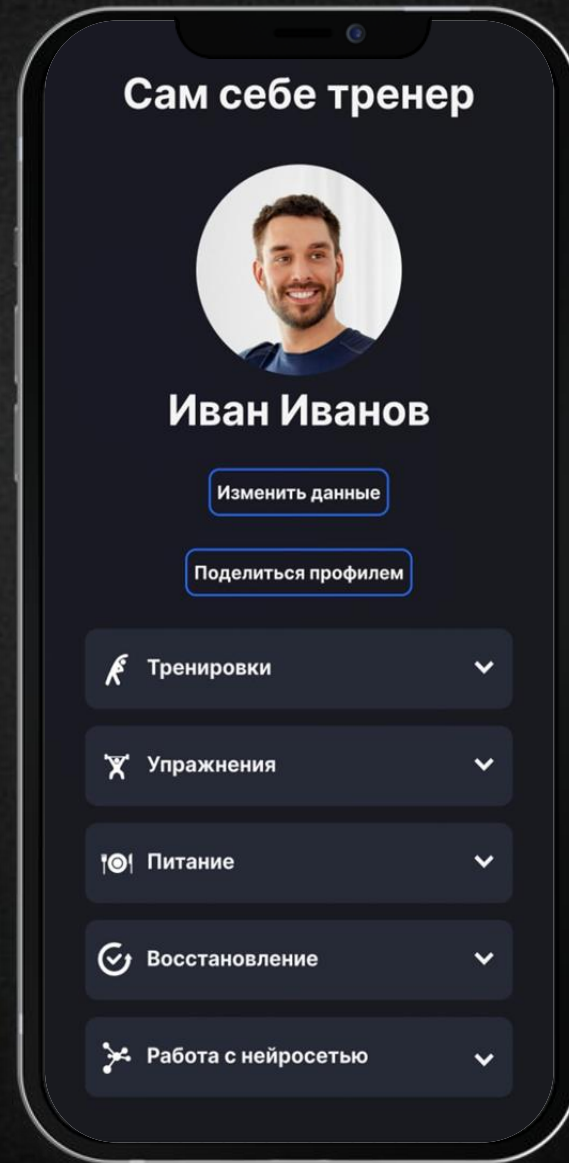 Сам себе тренер
Иван Иванов
Изменить данные
Поделиться профилем
Тренировки
Упражнения
Питание
Восстановление
Работа с нейросетью